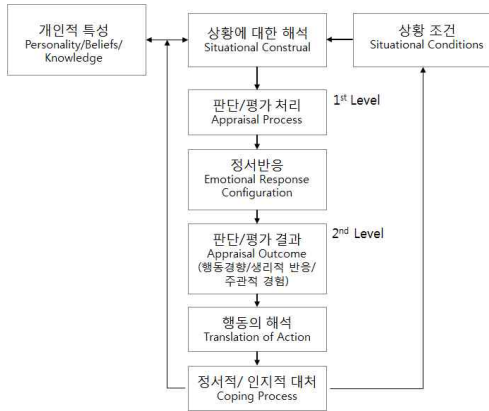 개인적 특성
Personality/Beliefs/
Knowledge
상황에 대한 해석
Situational Construal
상황 조건
Situational Conditions
판단/평가 처리
Appraisal Process
1st Level
정서반응
Emotional Response
Configuration
판단/평가 결과
Appraisal Outcome
(행동경향/생리적 반응/
주관적 경험)
2nd Level
행동의 해석
Translation of Action
정서적/ 인지적 대처
Coping Process